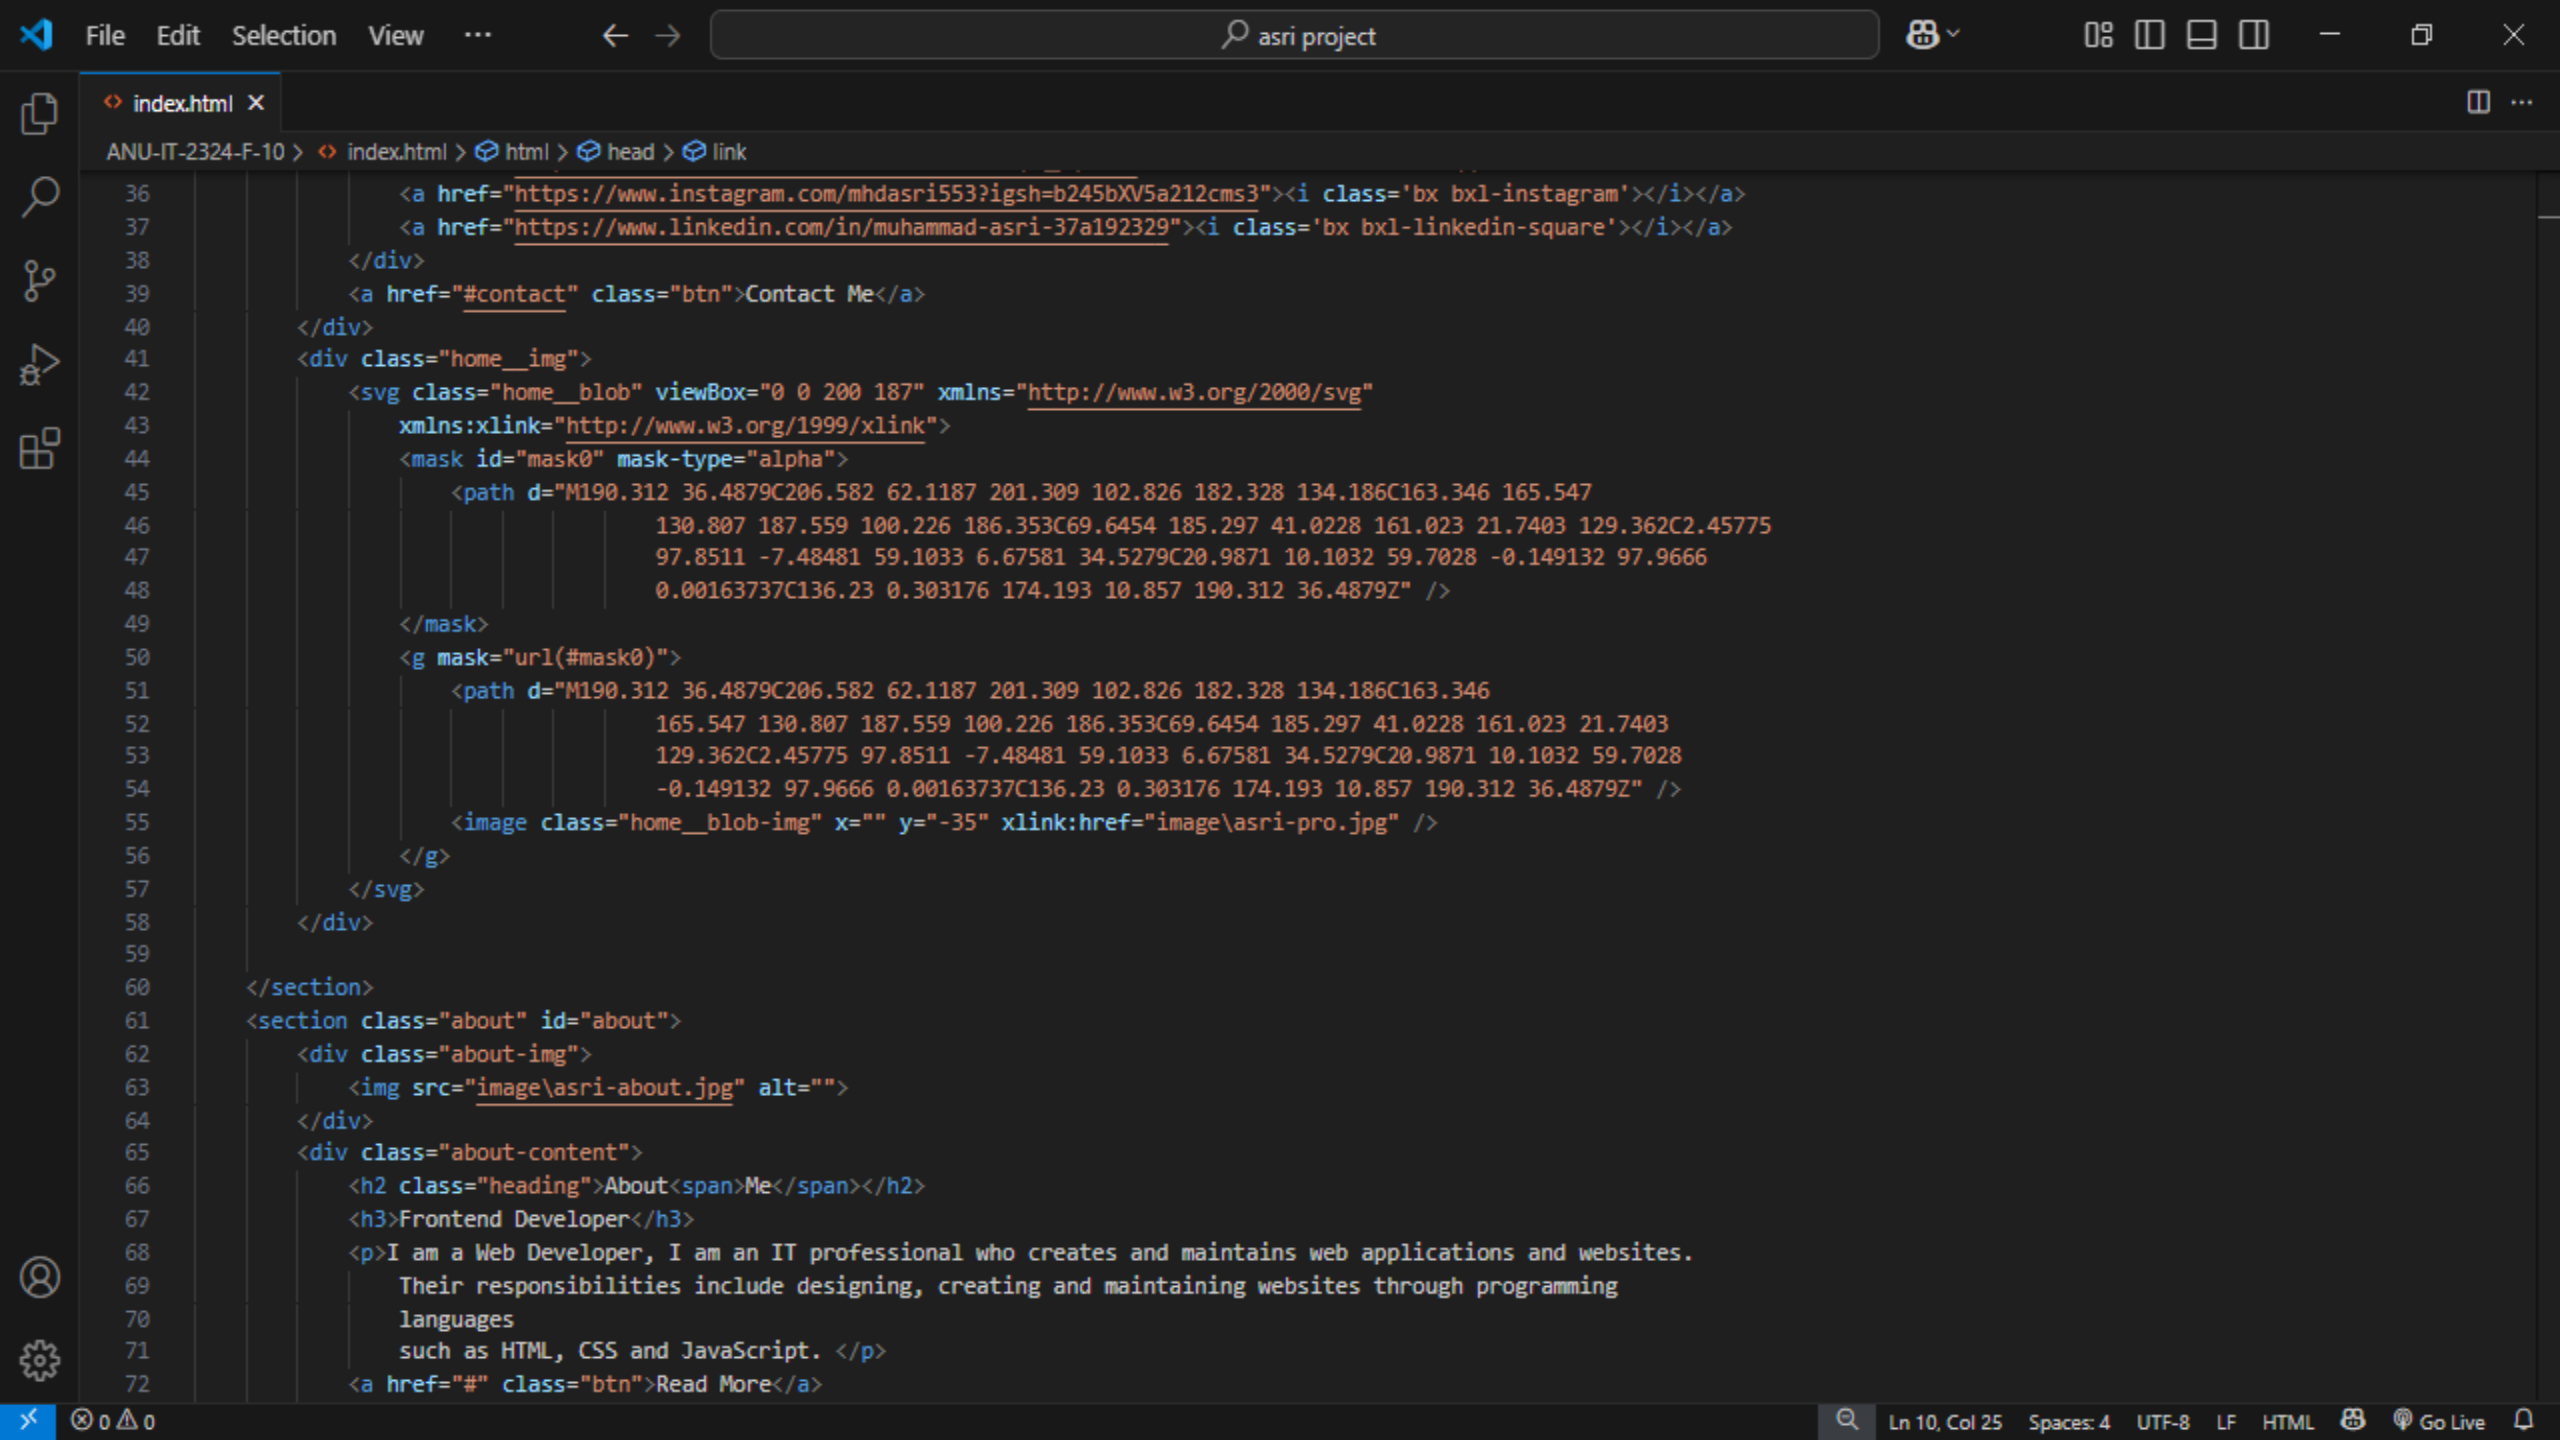 File Edit Selection View ··· asri project
index.html
ANU-IT-2324-F-10 > index.html > html > head > link
36 <a href="https://www.instagram.com/mhdasri553?igsh=b245bXV5a212cms3"><i class='bx bxl-instagram'></i></a>
37 <a href="https://www.linkedin.com/in/muhammad-asri-37a192329"><i class='bx bxl-linkedin-square'></i></a>
38 </div>
39 <a href="#contact" class="btn">Contact Me</a>
40 </div>
41 <div class="home__img">
42 <svg class="home__blob" viewBox="0 0 200 187" xmlns="http://www.w3.org/2000/svg"
43 xmlns:xlink="http://www.w3.org/1999/xlink">
44 <mask id="mask0" mask-type="alpha">
45 <path d="M190.312 36.4879C206.582 62.1187 201.309 102.826 182.328 134.186C163.346 165.547
46 130.807 187.559 100.226 186.353C69.6454 185.297 41.0228 161.023 21.7403 129.362C2.45775
47 97.8511 -7.48481 59.1033 6.67581 34.5279C20.9871 10.1032 59.7028 -0.149132 97.9666
48 0.00163737C136.23 0.303176 174.193 10.857 190.312 36.4879Z" />
49 </mask>
50 <g mask="url(#mask0)">
51 <path d="M190.312 36.4879C206.582 62.1187 201.309 102.826 182.328 134.186C163.346
52 165.547 130.807 187.559 100.226 186.353C69.6454 185.297 41.0228 161.023 21.7403
53 129.362C2.45775 97.8511 -7.48481 59.1033 6.67581 34.5279C20.9871 10.1032 59.7028
54 -0.149132 97.9666 0.00163737C136.23 0.303176 174.193 10.857 190.312 36.4879Z" />
55 <image class="home__blob-img" x="" y="-35" xlink:href="image\asri-pro.jpg" />
56 </g>
57 </svg>
58 </div>
59
60 </section>
61 <section class="about" id="about">
62 <div class="about-img">
63 <img src="image\asri-about.jpg" alt="">
64 </div>
65 <div class="about-content">
66 <h2 class="heading">About<span>Me</span></h2>
67 <h3>Frontend Developer</h3>
68 <p>I am a Web Developer, I am an IT professional who creates and maintains web applications and websites.
69 Their responsibilities include designing, creating and maintaining websites through programming
70 languages
71 such as HTML, CSS and JavaScript. </p>
72 <a href="#" class="btn">Read More</a>
0 0 Ln 10, Col 25 Spaces: 4 UTF-8 LF HTML Go Live